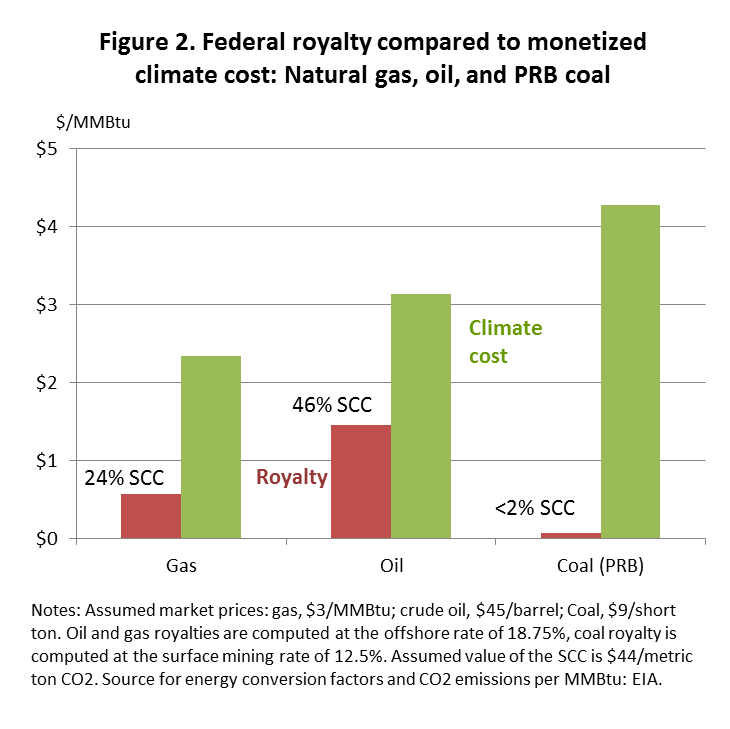 Figure 2. Federal royalty compared to monetized
climate cost: Natural gas, oil, and PRB coal
$/MMBtu
$5
$4
$3
$2
$1
$0
Climate
cost
46% SCC
24% SCC
Royalty
<2% SCC
Gas
Oil
Coal (PRB)
Notes: Assumed market prices: gas, $3/MMBtu; crude oil, $45/barrel; Coal, $9/short
ton. Oil and gas royalties are computed at the offshore rate of 18.75%, coal royalty is
computed at the surface mining rate of 12.5%. Assumed value of the SCC is $44/metric
ton CO2. Source for energy conversion factors and CO2 emissions per MMBtu: EIA.